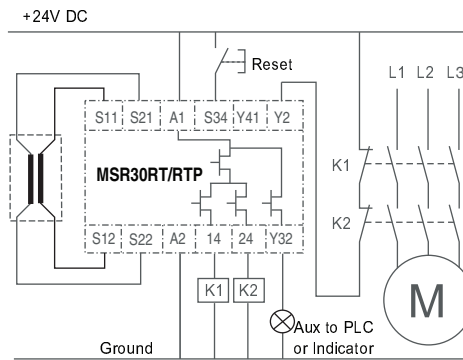 +24V DC
Reset
L1 L2 L3
S11 S21 A1 S34 Y41 Y2
MSR30RT/RTP
K1
K2
S12 S22 A2 14 24 Y32
K1 K2
M
Aux to PLC
or Indicator
Ground